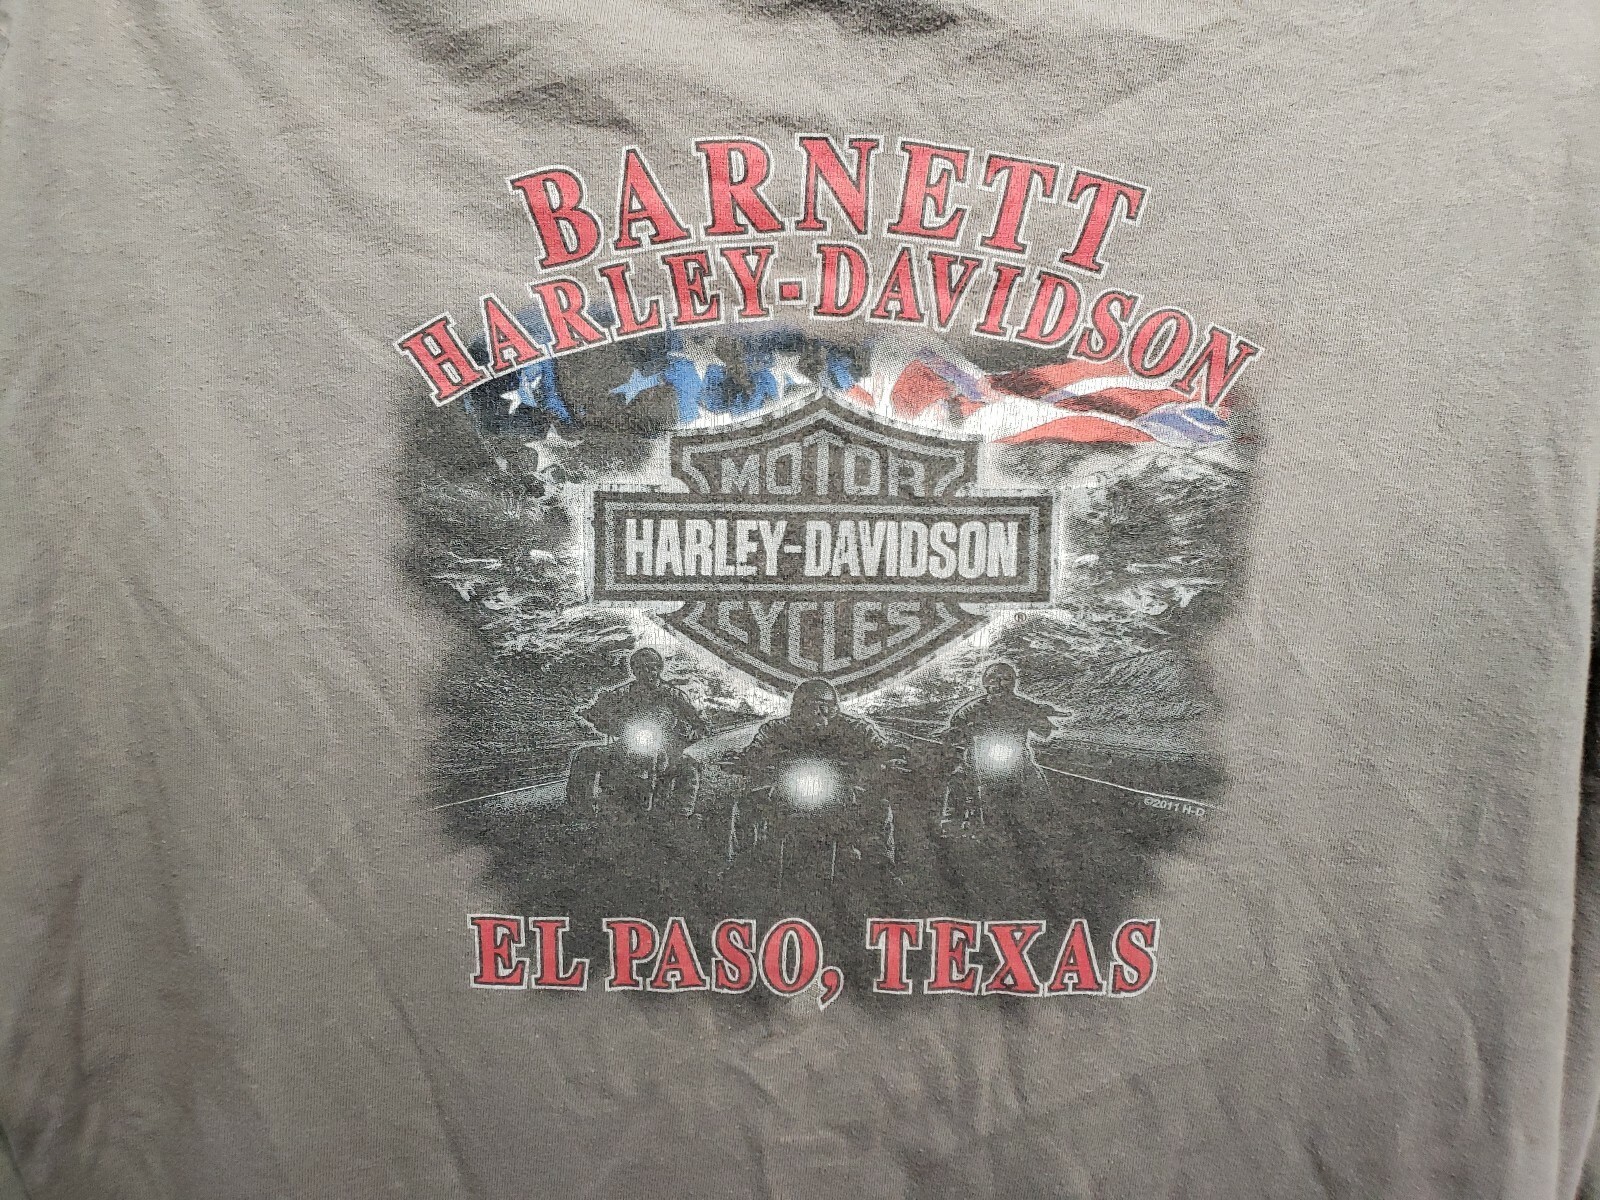 BARNETT
HARLEY-DAVIDSON
MOTOR
HARLEY-DAVIDSON
CYCLES
®
©2011 H-D
EL PASO, TEXAS